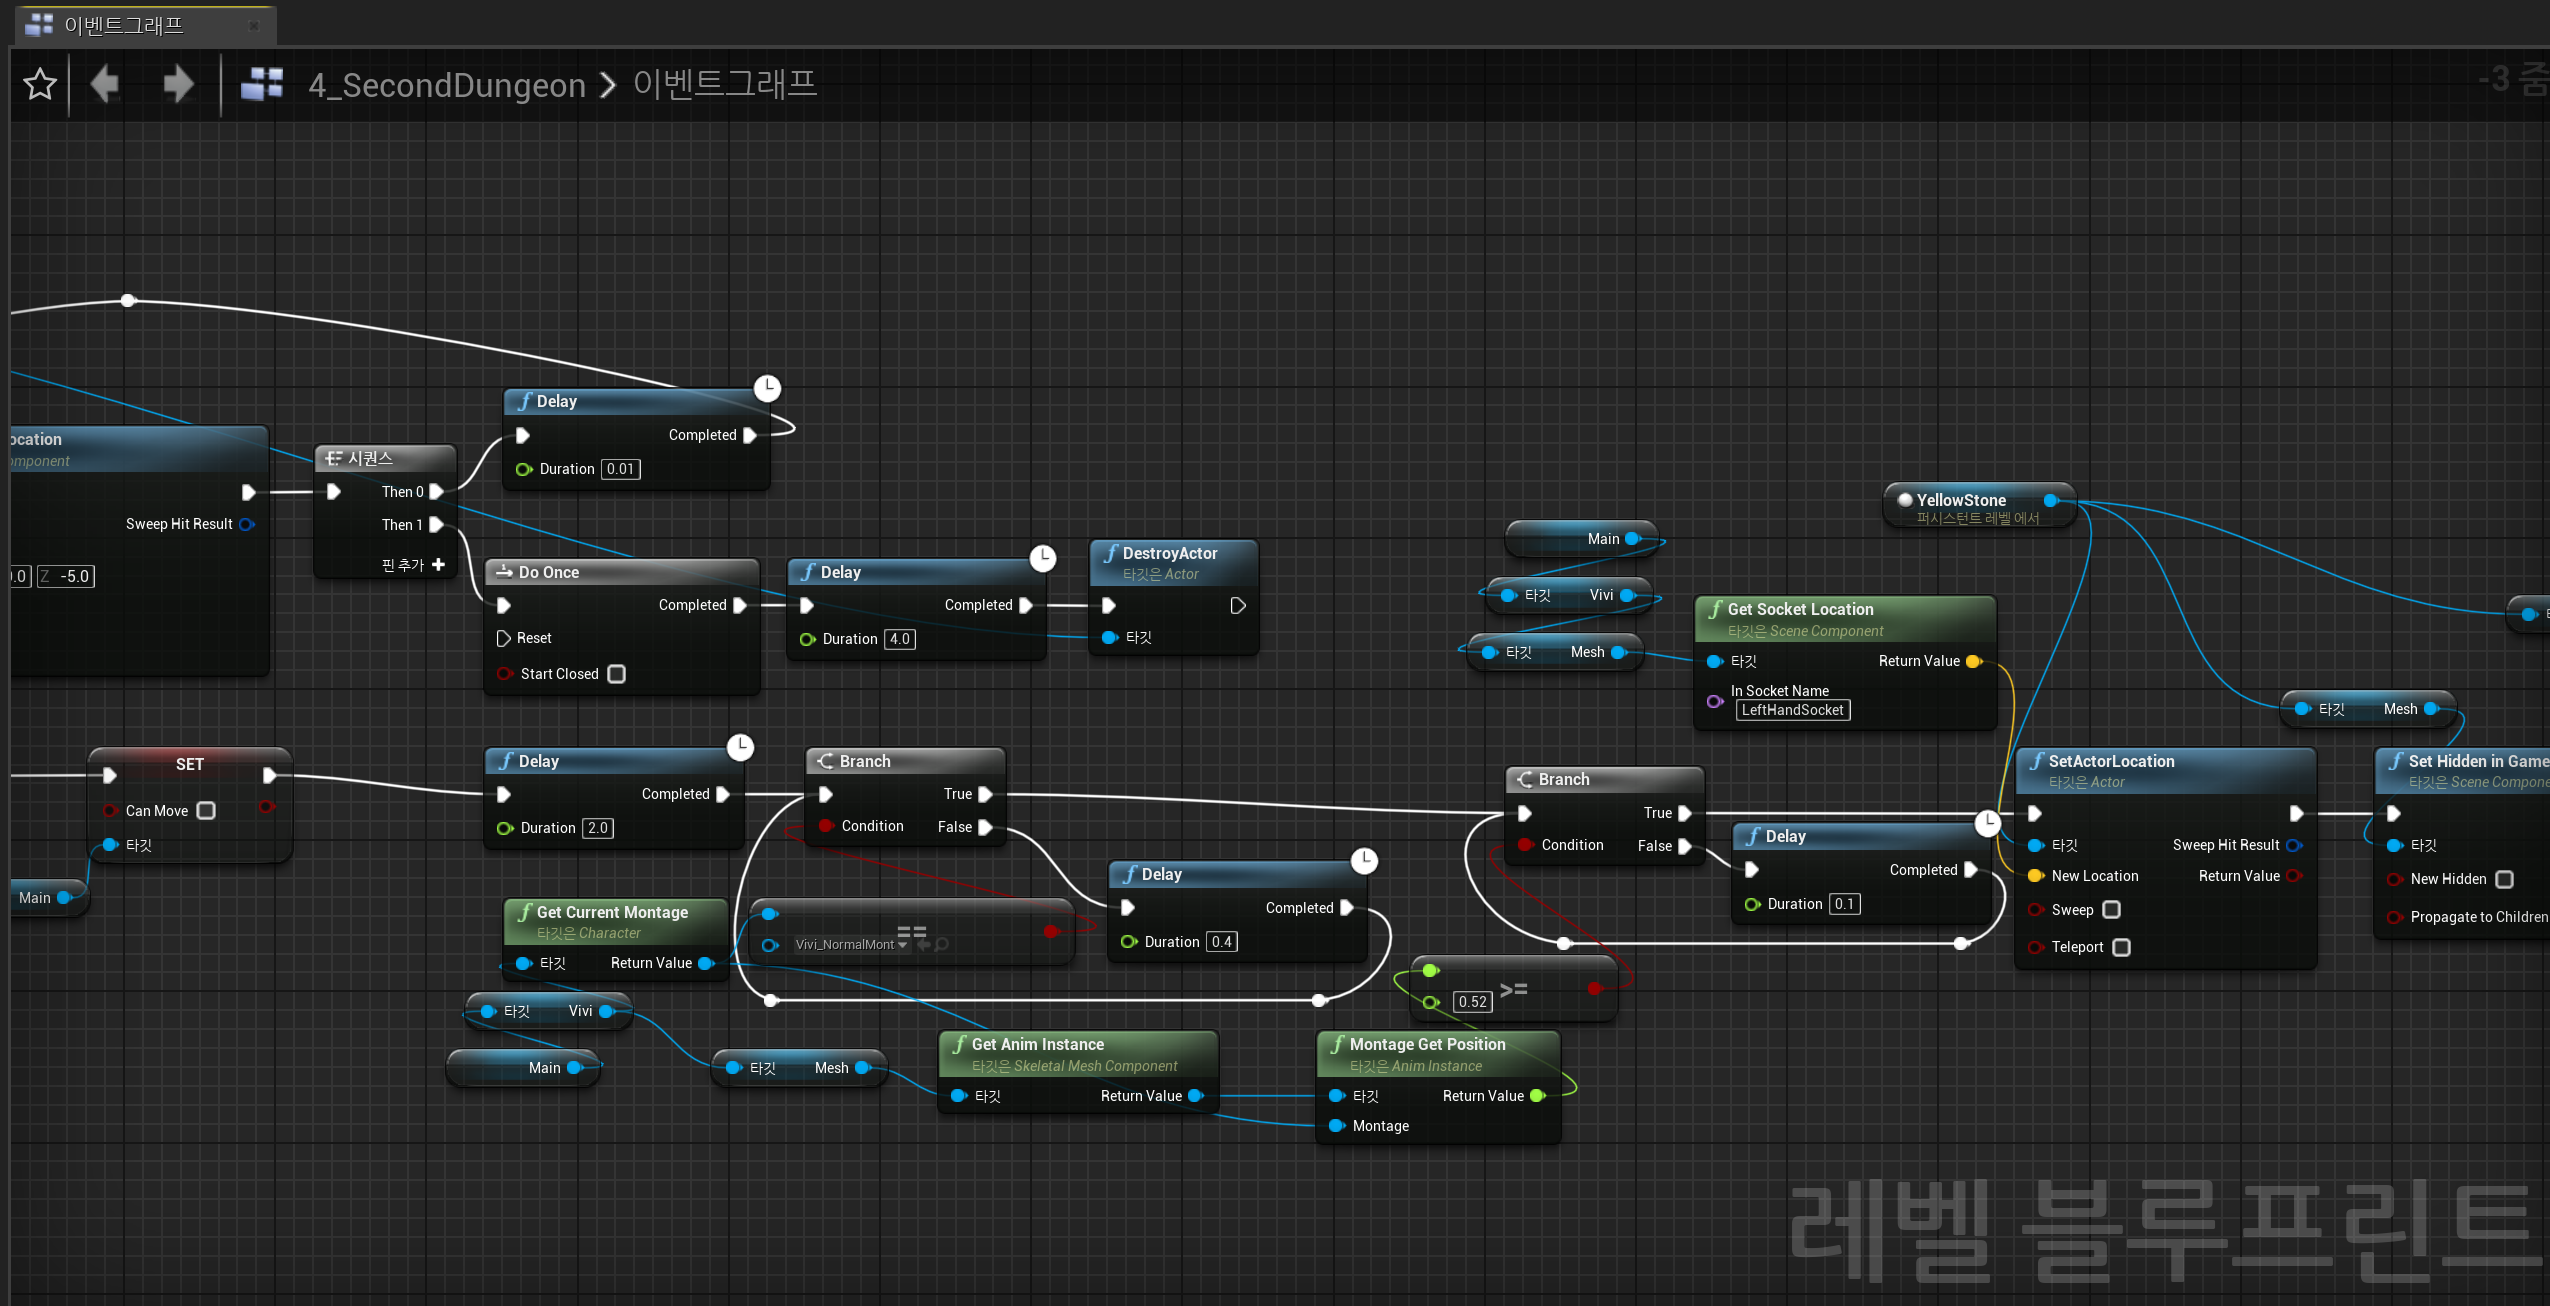 이벤트그래프
4_SecondDungeon > 이벤트그래프
-3 줌
Delay
Completed
Duration 0.01
ocation
omponent
Sweep Hit Result
.0 Z -5.0
시퀀스
Then 0
Then 1
핀 추가 +
Do Once
Completed
Reset
Start Closed
Delay
Completed
Duration 4.0
DestroyActor
타깃은 Actor
타깃
YellowStone
퍼시스턴트 레벨 에서
Main
타깃 Vivi
타깃 Mesh
Get Socket Location
타깃은 Scene Component
타깃 Return Value
In Socket Name
LeftHandSocket
타깃 Mesh
SET
Can Move
타깃
Main
Delay
Completed
Duration 2.0
Branch
True
Condition False
Delay
Completed
Duration 0.4
Get Current Montage
타깃은 Character
타깃 Return Value
Vivi_NormalMont ==
타깃 Vivi
Main
타깃 Mesh
Get Anim Instance
타깃은 Skeletal Mesh Component
타깃 Return Value
Montage Get Position
타깃은 Anim Instance
타깃 Return Value
Montage
0.52 >=
Branch
True
Condition False
Delay
Completed
Duration 0.1
SetActorLocation
타깃은 Actor
타깃 Sweep Hit Result
New Location Return Value
Sweep
Teleport
Set Hidden in Game
타깃은 Scene Compone
타깃
New Hidden
Propagate to Children
레벨 블루프린트